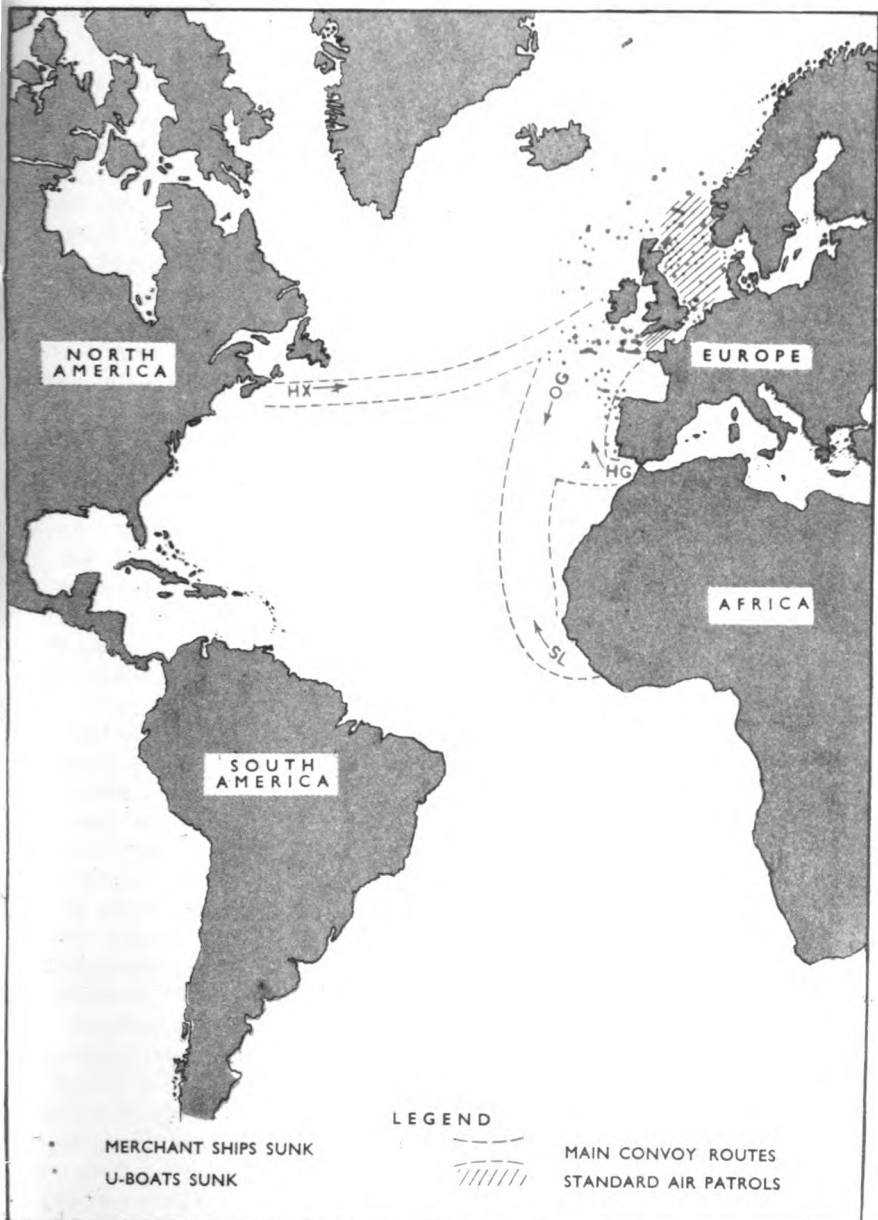 NORTH
AMERICA
EUROPE
HX
OG
HG
AFRICA
SL
SOUTH
AMERICA
LEGEND
MERCHANT SHIPS SUNK
MAIN CONVOY ROUTES
U-BOATS SUNK
STANDARD AIR PATROLS